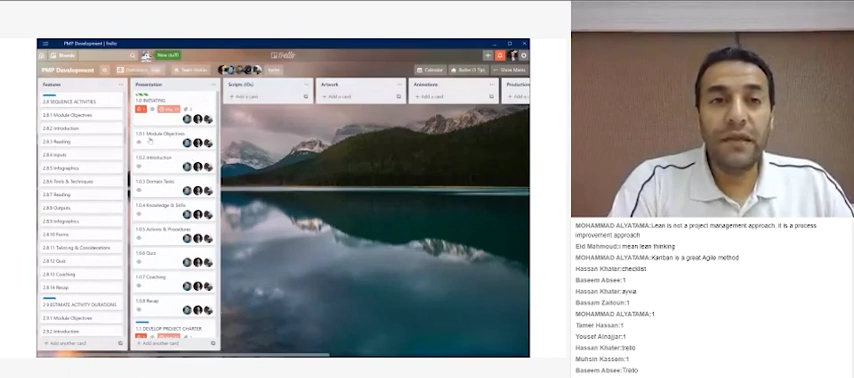 PMP Development | Trello
Boards
New stuff!
Trello
PMP Development
Calendar
Show Menu
Features
Presentation
Scripts (IDs)
Artwork
Animations
Production
2.8 SEQUENCE ACTIVITIES
2.8.1 Module Objectives
2.8.2 Introduction
2.8.3 Reading
2.8.4 Inputs
2.8.5 Infographics
2.8.6 Tools & Techniques
2.8.7 Reading
2.8.8 Outputs
2.8.9 Infographics
2.8.10 Forms
2.8.11 Tailoring & Considerations
2.8.12 Quiz
2.8.13 Coaching
2.8.14 Recap
2.9 ESTIMATE ACTIVITY DURATIONS
2.9.1 Module Objectives
2.9.2 Introduction
+ Add another card
1.0 INITIATING
1.0.1 Module Objectives
1.0.2 Introduction
1.0.3 Domain Tasks
1.0.4 Knowledge & Skills
1.0.5 Actions & Procedures
1.0.6 Quiz
1.0.7 Coaching
1.0.8 Recap
1.1 DEVELOP PROJECT CHARTER
+ Add another card
+ Add a card
+ Add a card
+ Add a card
+ Add a c
MOHAMMAD ALYATAMA:Lean is not a project management approach, it is a process
improvement approach
Eid Mahmoud:i mean lean thinking
MOHAMMAD ALYATAMA:Kanban is a great Agile method
Hassan Khater:checklist
Baseem Absee:1
Hassan Khater:aywa
Bassam Zaitoun:1
MOHAMMAD ALYATAMA:1
Tamer Hassan:1
Yousef Alnajjar:1
Hassan Khater:trello
Muhsin Kassem:1
Baseem Absee:Trello